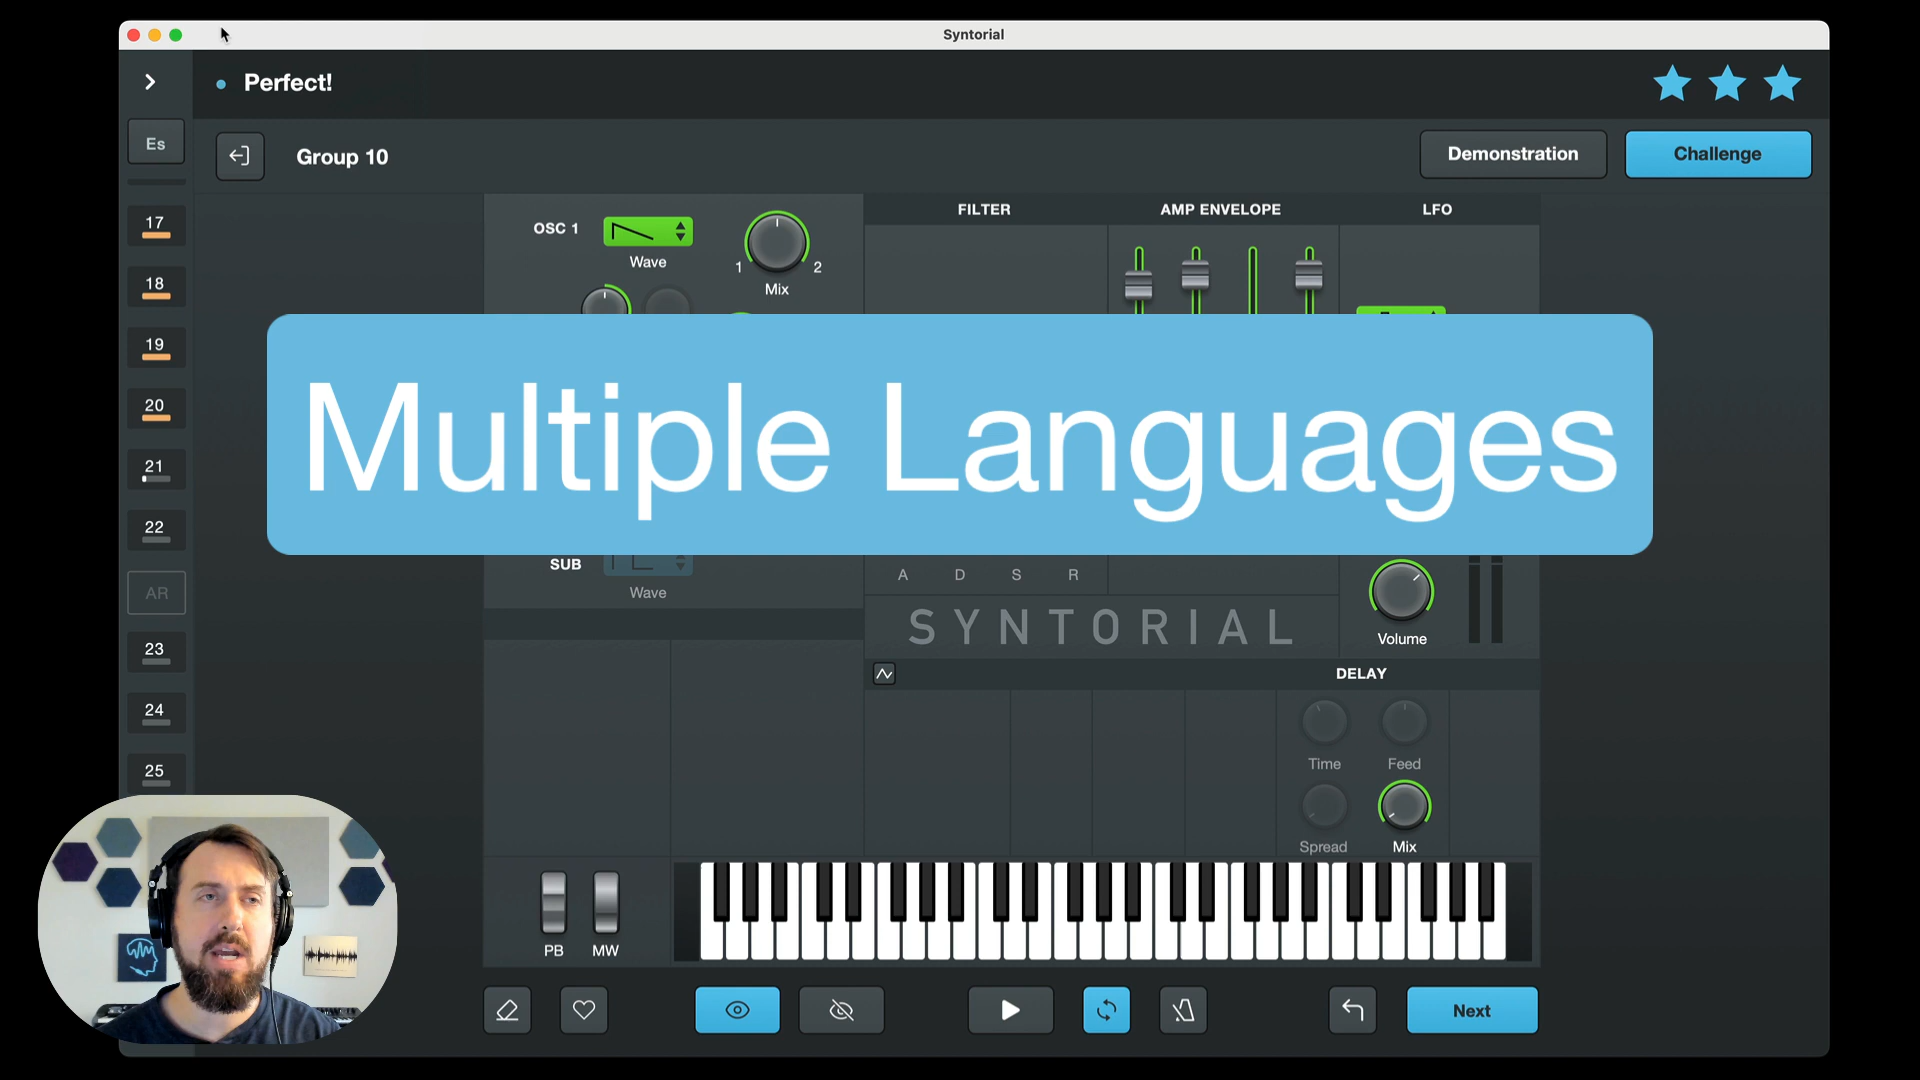 Syntorial
Perfect!
Es
Group 10
Demonstration
Challenge
FILTER
AMP ENVELOPE
LFO
OSC 1
Wave
1
2
Mix
17
18
19
20
21
22
AR
23
24
25
Multiple Languages
SUB
Wave
A D S R
SYNTORIAL
Volume
DELAY
Time
Feed
Spread
Mix
PB
MW
Next